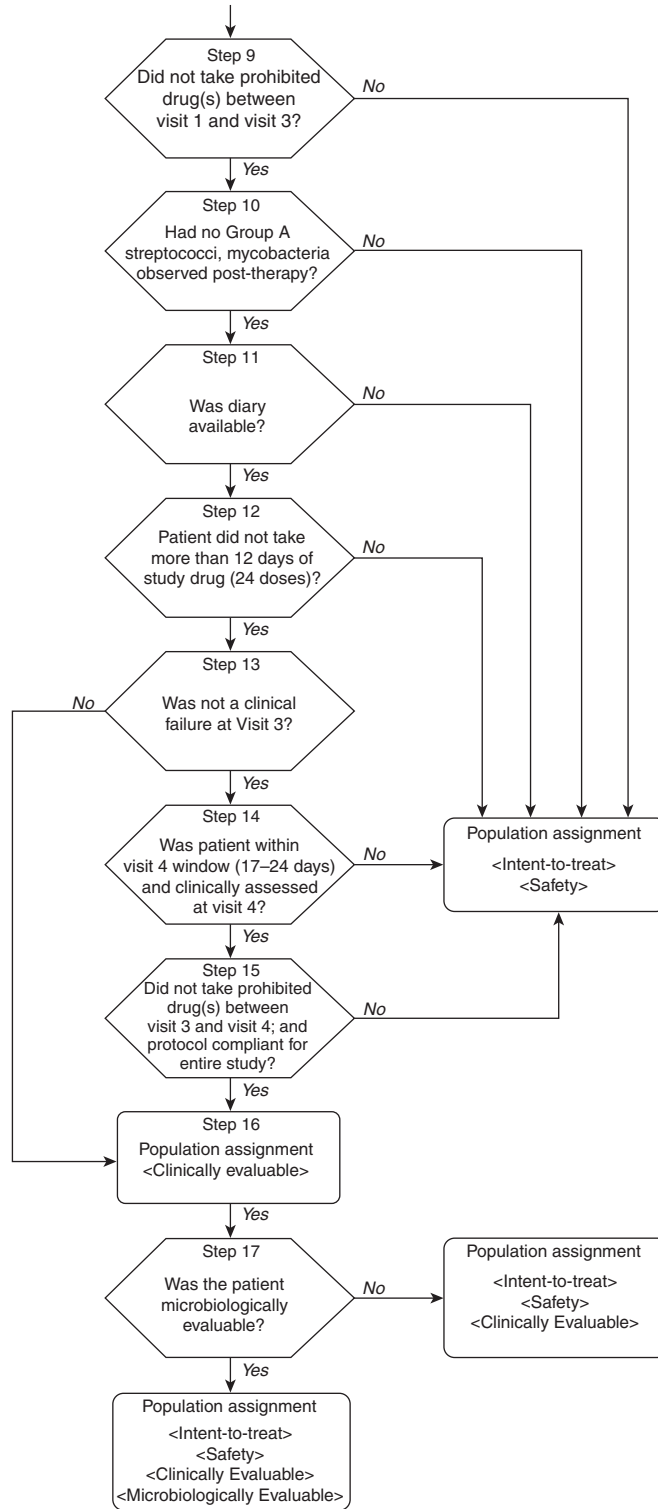 Step 9
Did not take prohibited
drug(s) between
visit 1 and visit 3?
No
Yes
Step 10
Had no Group A
streptococci, mycobacteria
observed post-therapy?
No
Yes
Step 11
Was diary
available?
No
Yes
Step 12
Patient did not take
more than 12 days of
study drug (24 doses)?
No
Yes
Step 13
Was not a clinical
failure at Visit 3?
No
Yes
Step 14
Was patient within
visit 4 window (17–24 days)
and clinically assessed
at visit 4?
No
Population assignment
<Intent-to-treat>
<Safety>
Yes
Step 15
Did not take prohibited
drug(s) between
visit 3 and visit 4; and
protocol compliant for
entire study?
No
Yes
Step 16
Population assignment
<Clinically evaluable>
Yes
Step 17
Was the patient
microbiologically
evaluable?
No
Population assignment
<Intent-to-treat>
<Safety>
<Clinically Evaluable>
Yes
Population assignment
<Intent-to-treat>
<Safety>
<Clinically Evaluable>
<Microbiologically Evaluable>